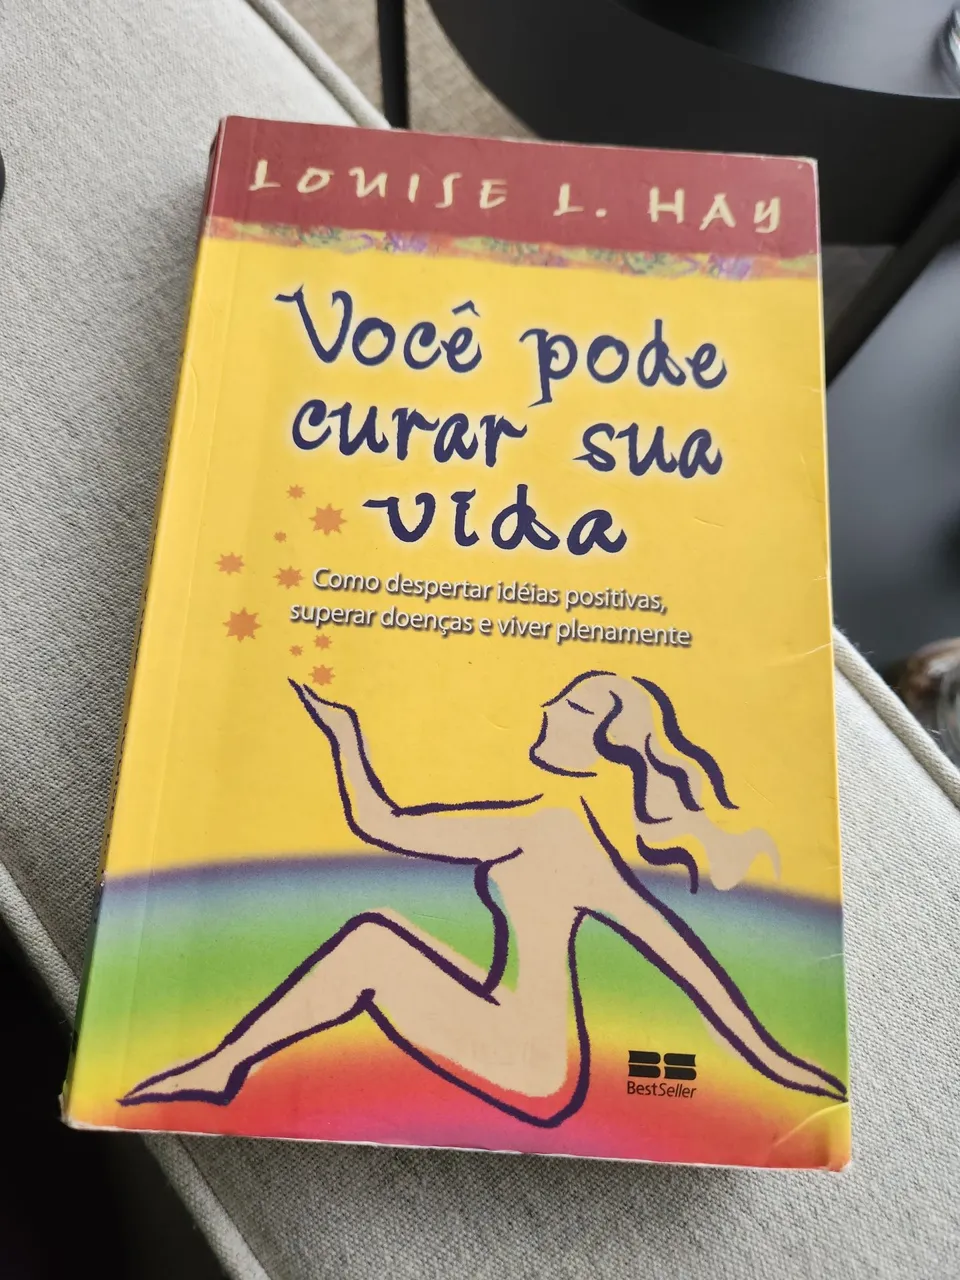 LOUISE L. HAY
Você pode
curar sua
vida
Como despertar idéias positivas,
superar doenças e viver plenamente
BS
BestSeller